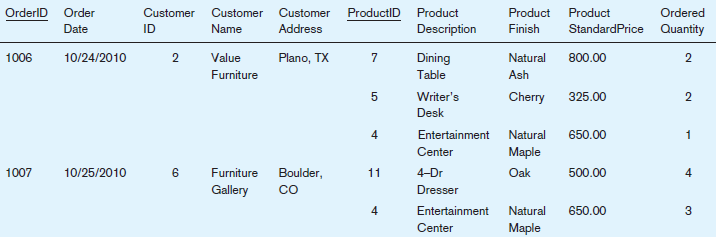 OrderID Order Customer Customer Customer ProductID Product Product Product Ordered
Date ID Name Address Description Finish StandardPrice Quantity
1006 10/24/2010 2 Value Plano, TX 7 Dining Natural 800.00 2
Furniture Table Ash
5 Writer's Cherry 325.00 2
Desk
4 Entertainment Natural 650.00 1
Center Maple
1007 10/25/2010 6 Furniture Boulder, 11 4–Dr Oak 500.00 4
Gallery CO Dresser
4 Entertainment Natural 650.00 3
Center Maple